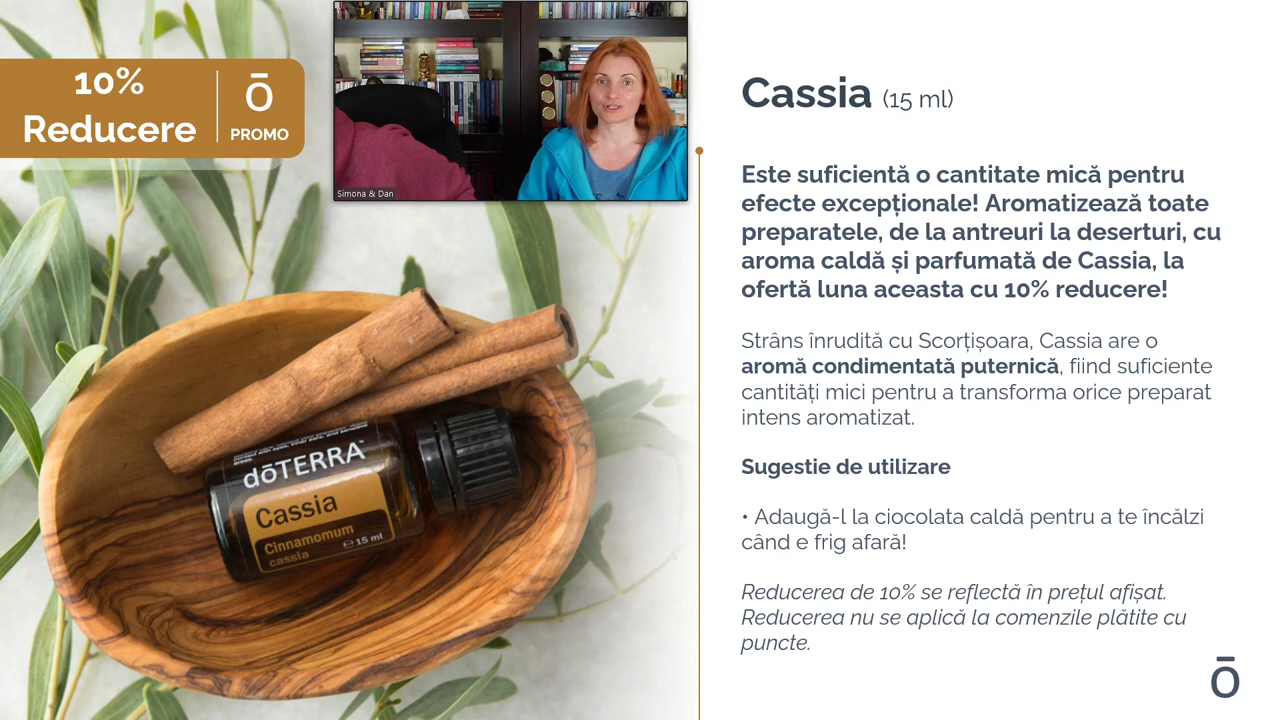 10%
Reducere
ō
PROMO
Simona & Dan
Cassia (15 ml)
Este suficientă o cantitate mică pentru
efecte excepționale! Aromatizează toate
preparatele, de la antreuri la deserturi, cu
aroma caldă și parfumată de Cassia, la
ofertă luna aceasta cu 10% reducere!
Strâns înrudită cu Scorțișoara, Cassia are o
aromă condimentată puternică, fiind suficiente
cantități mici pentru a transforma orice preparat
intens aromatizat.
Sugestie de utilizare
• Adaugă-l la ciocolata caldă pentru a te încălzi
când e frig afară!
Reducerea de 10% se reflectă în prețul afișat.
Reducerea nu se aplică la comenzile plătite cu
puncte.
dōTERRA™
Cassia
Cinnamomum
cassia
℮ 15 ml
ō